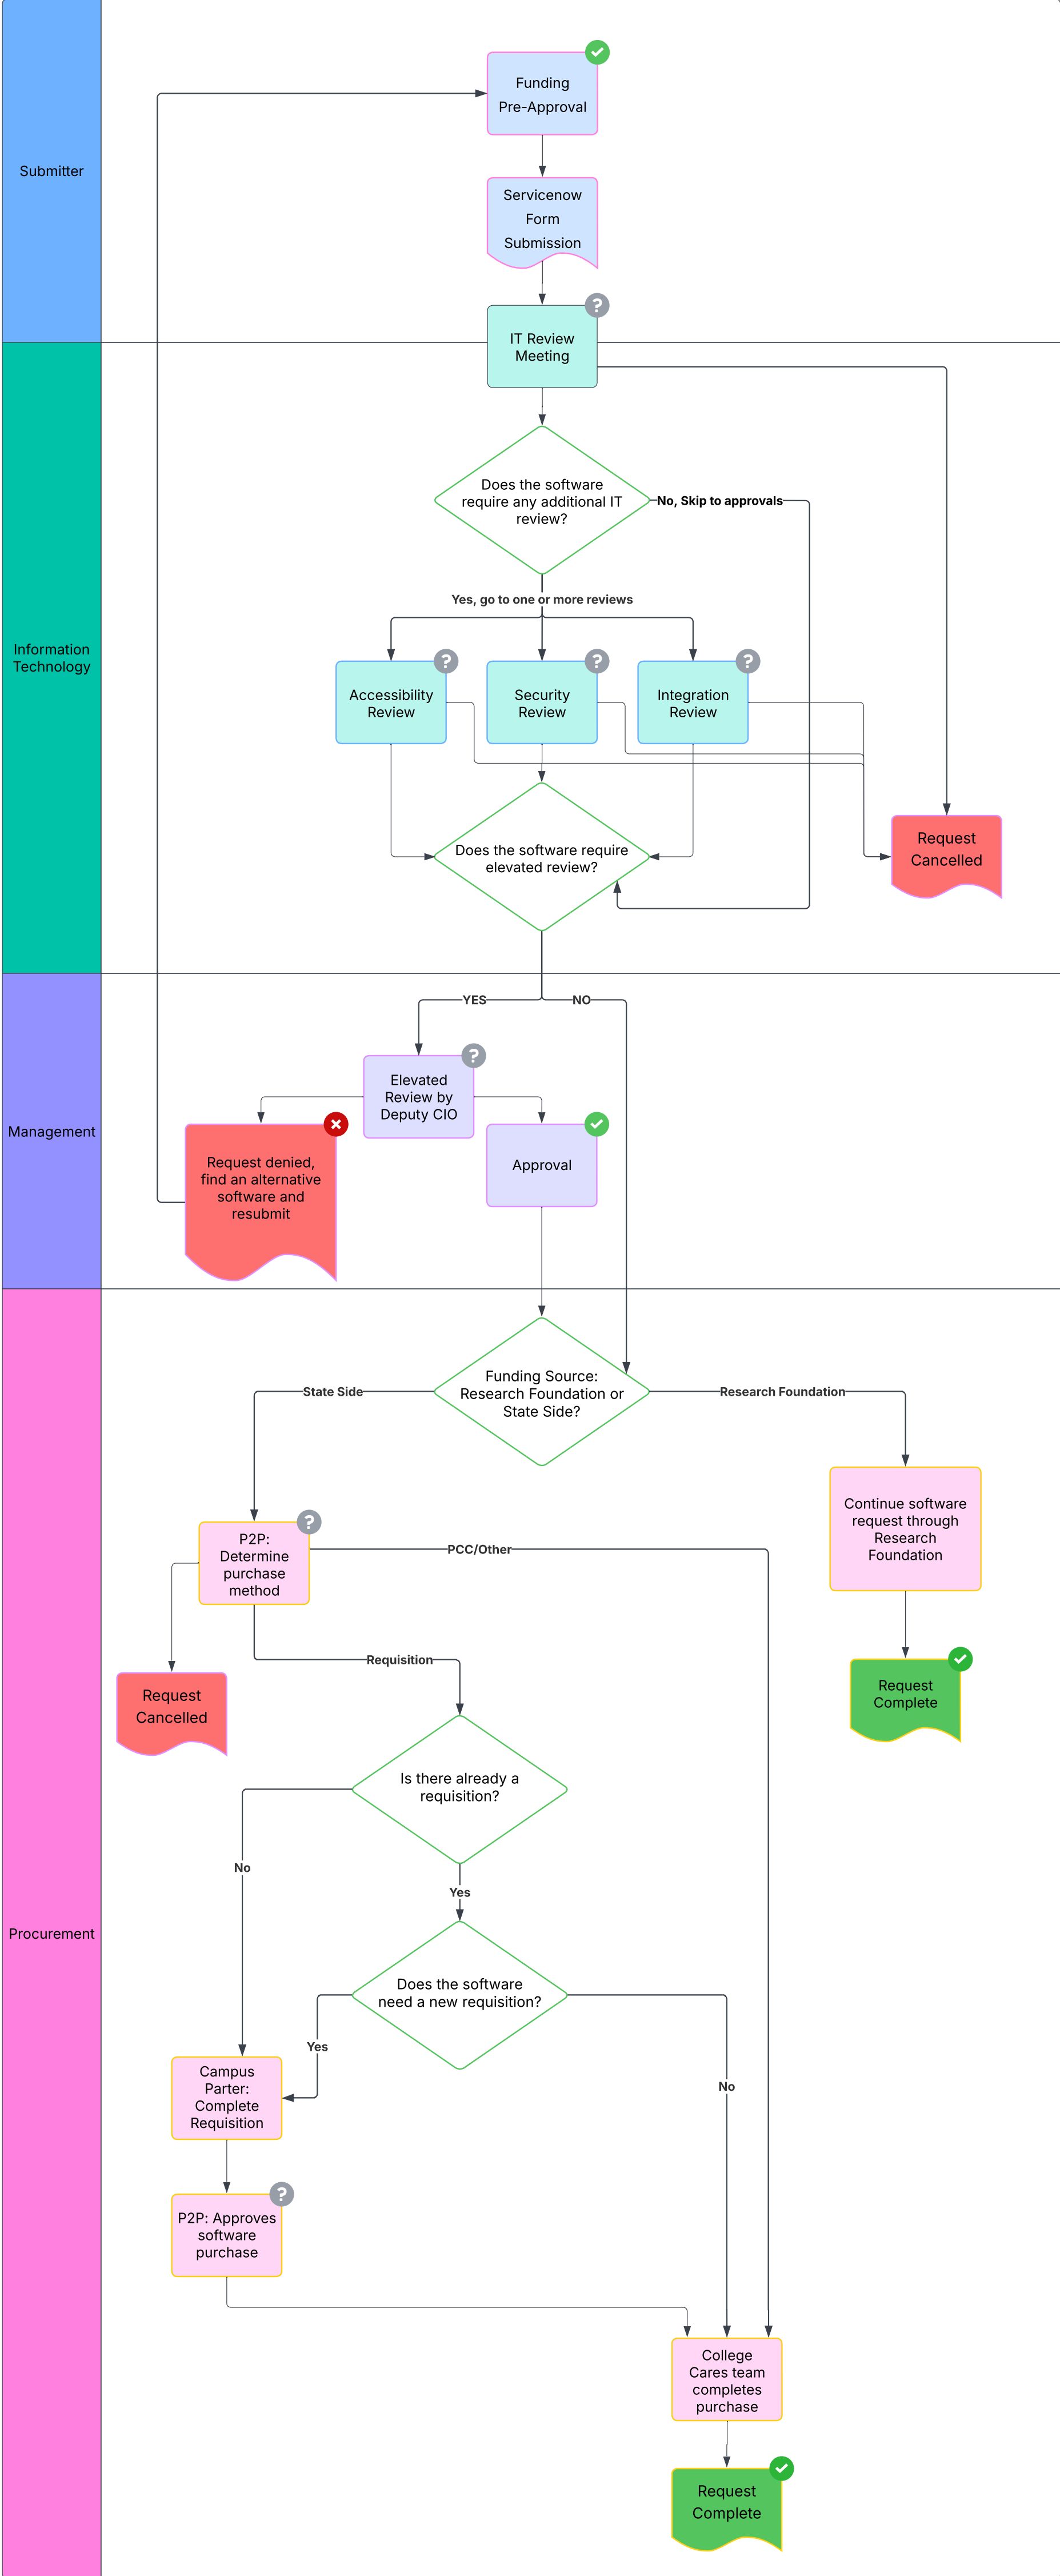 Submitter
Funding
Pre-Approval
Servicenow
Form
Submission
IT Review
Meeting
Information
Technology
Does the software
require any additional IT
review?
No, Skip to approvals
Yes, go to one or more reviews
Accessibility
Review
Security
Review
Integration
Review
Does the software require
elevated review?
Request
Cancelled
Management
YES
NO
Elevated
Review by
Deputy CIO
Request denied,
find an alternative
software and
resubmit
Approval
Procurement
Funding Source:
Research Foundation or
State Side?
State Side
Research Foundation
Continue software
request through
Research
Foundation
P2P:
Determine
purchase
method
PCC/Other
Requisition
Request
Cancelled
Request
Complete
Is there already a
requisition?
No
Yes
Does the software
need a new requisition?
Yes
No
Campus
Parter:
Complete
Requisition
P2P: Approves
software
purchase
College
Cares team
completes
purchase
Request
Complete